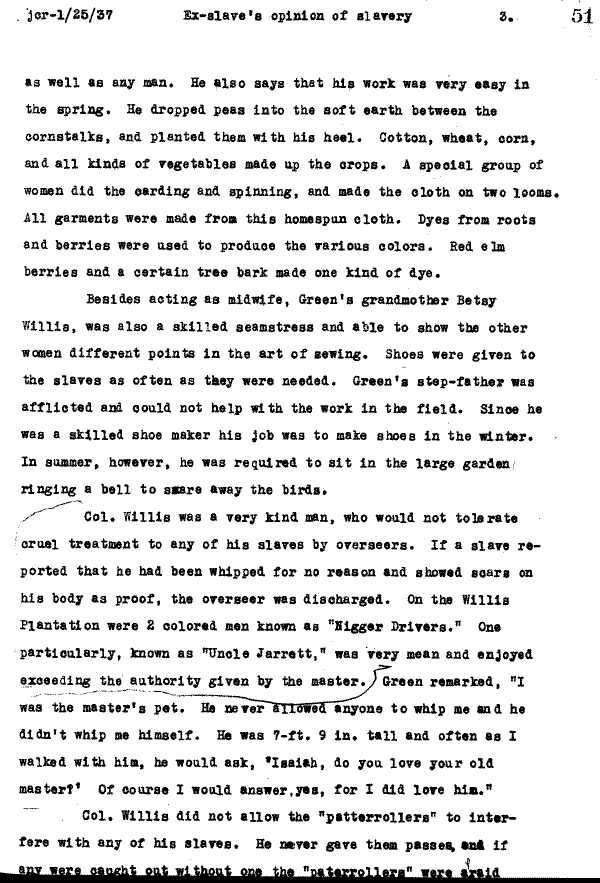 jcr-1/25/37 Ex-slave's opinion of slavery 3. 51
as well as any man. He also says that his work was very easy in
the spring. He dropped peas into the soft earth between the
cornstalks, and planted them with his heel. Cotton, wheat, corn,
and all kinds of vegetables made up the crops. A special group of
women did the carding and spinning, and made the cloth on two looms.
All garments were made from this homespun cloth. Dyes from roots
and berries were used to produce the various colors. Red elm
berries and a certain tree bark made one kind of dye.
Besides acting as midwife, Green's grandmother Betsy
Willis, was also a skilled seamstress and able to show the other
women different points in the art of sewing. Shoes were given to
the slaves as often as they were needed. Green's step-father was
afflicted and could not help with the work in the field. Since he
was a skilled shoe maker his job was to make shoes in the winter.
In summer, however, he was required to sit in the large garden
ringing a bell to scare away the birds.
Col. Willis was a very kind man, who would not tolerate
cruel treatment to any of his slaves by overseers. If a slave re-
ported that he had been whipped for no reason and showed scars on
his body as proof, the overseer was discharged. On the Willis
Plantation were 2 colored men known as "Nigger Drivers." One
particularly, known as "Uncle Jarrett," was very mean and enjoyed
exceeding the authority given by the master. Green remarked, "I
was the master's pet. He never allowed anyone to whip me and he
didn't whip me himself. He was 7-ft. 9 in. tall and often as I
walked with him, he would ask, 'Isaiah, do you love your old
master?' Of course I would answer, yes, for I did love him."
Col. Willis did not allow the "patterrollers" to inter-
fere with any of his slaves. He never gave them passes, and if
any were caught out without one the "paterrollers" were afraid